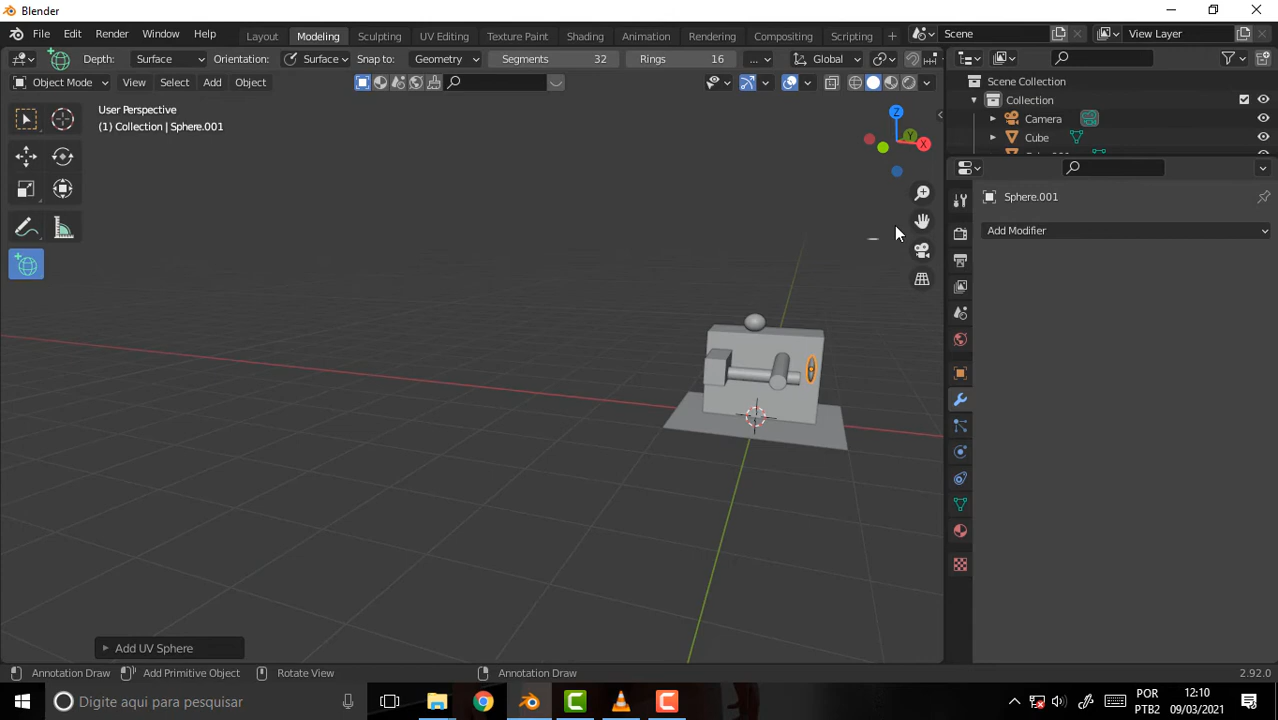 Blender
File Edit Render Window Help Layout Modeling Sculpting UV Editing Texture Paint Shading Animation Rendering Compositing Scripting + Scene View Layer
Depth: Surface Orientation: Surface Snap to: Geometry Segments 32 Rings 16 ... Global
Object Mode View Select Add Object
Scene Collection
Collection
Camera
Cube
User Perspective
(1) Collection | Sphere.001
Z
Y
X
Sphere.001
Add Modifier
Add UV Sphere
Annotation Draw Add Primitive Object Rotate View Annotation Draw 2.92.0
Digite aqui para pesquisar
POR
PTB2
12:10
09/03/2021